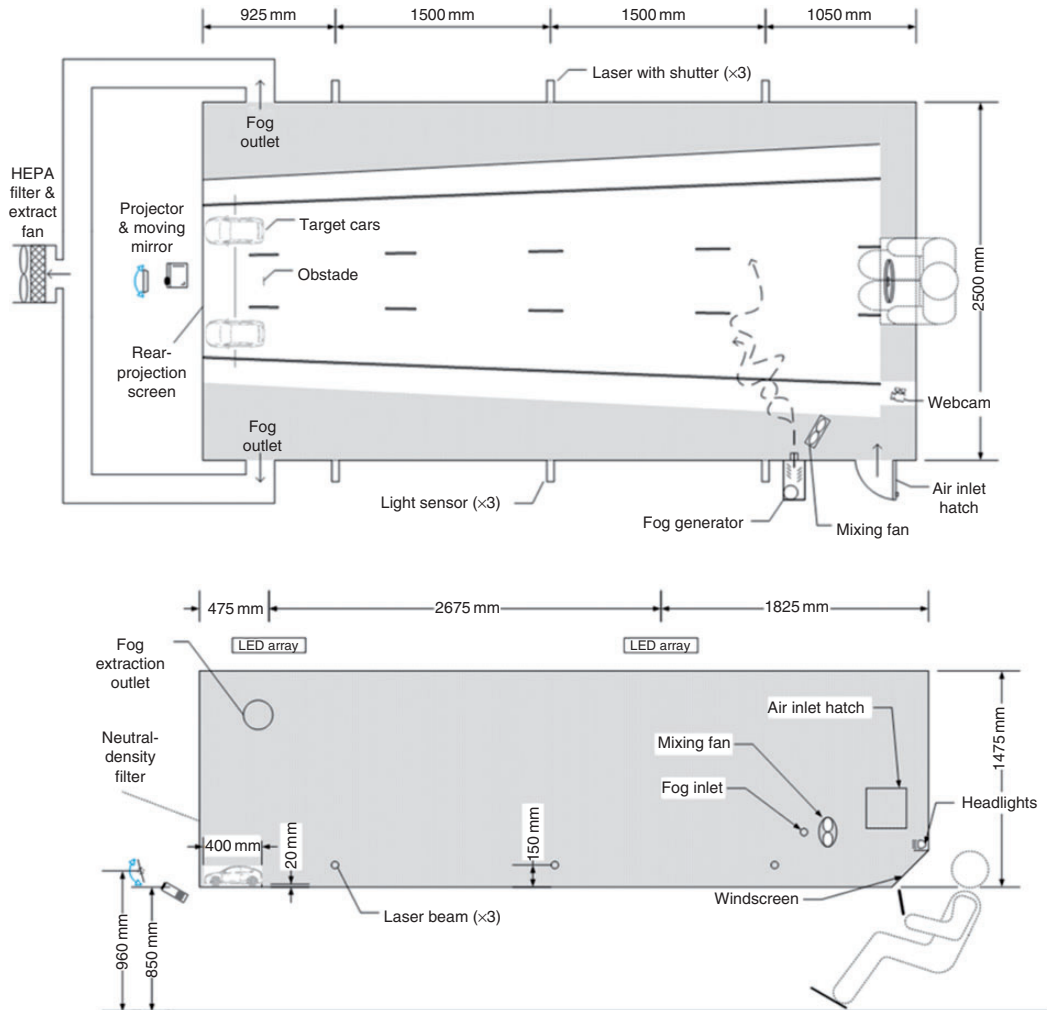 925 mm
1500 mm
1500 mm
1050 mm
Laser with shutter (×3)
Fog
outlet
HEPA
filter &
extract
fan
Projector
& moving
mirror
Target cars
Obstade
2500 mm
Rear-
projection
screen
Webcam
Fog
outlet
Light sensor (×3)
Fog generator
Mixing fan
Air inlet
hatch
475 mm
2675 mm
1825 mm
LED array
LED array
Fog
extraction
outlet
Air inlet hatch
1475 mm
Neutral-
density
filter
Mixing fan
Fog inlet
Headlights
400 mm
20 mm
150 mm
Windscreen
Laser beam (×3)
960 mm
850 mm